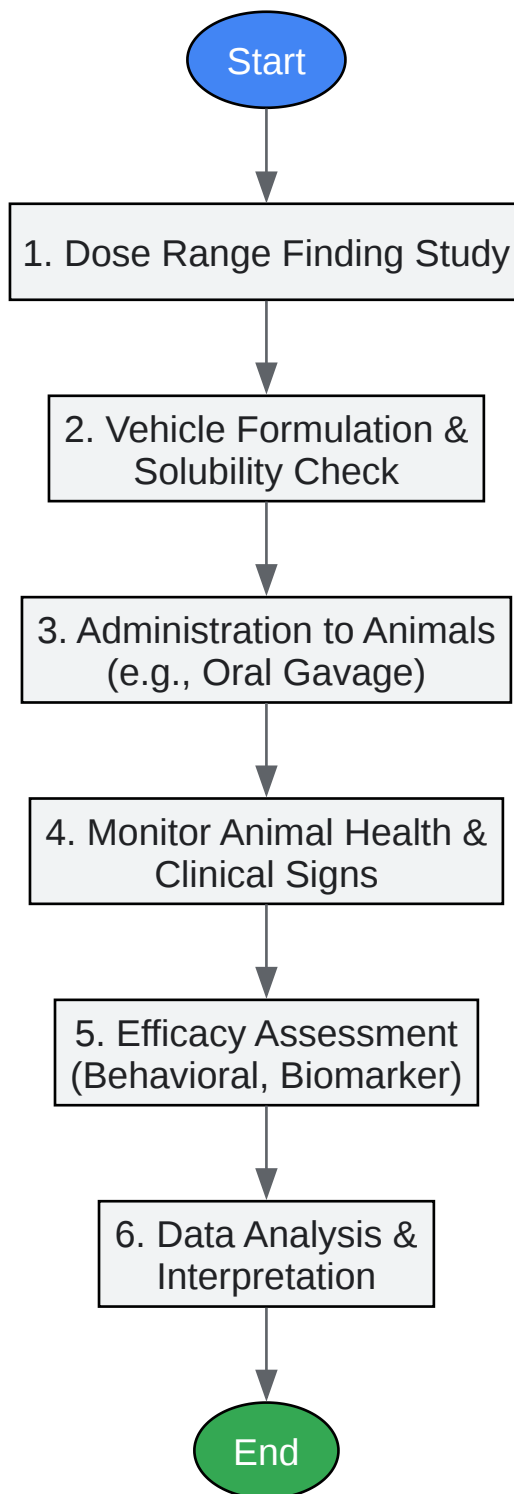 Start
1. Dose Range Finding Study
2. Vehicle Formulation &
Solubility Check
3. Administration to Animals
(e.g., Oral Gavage)
4. Monitor Animal Health &
Clinical Signs
5. Efficacy Assessment
(Behavioral, Biomarker)
6. Data Analysis &
Interpretation
End